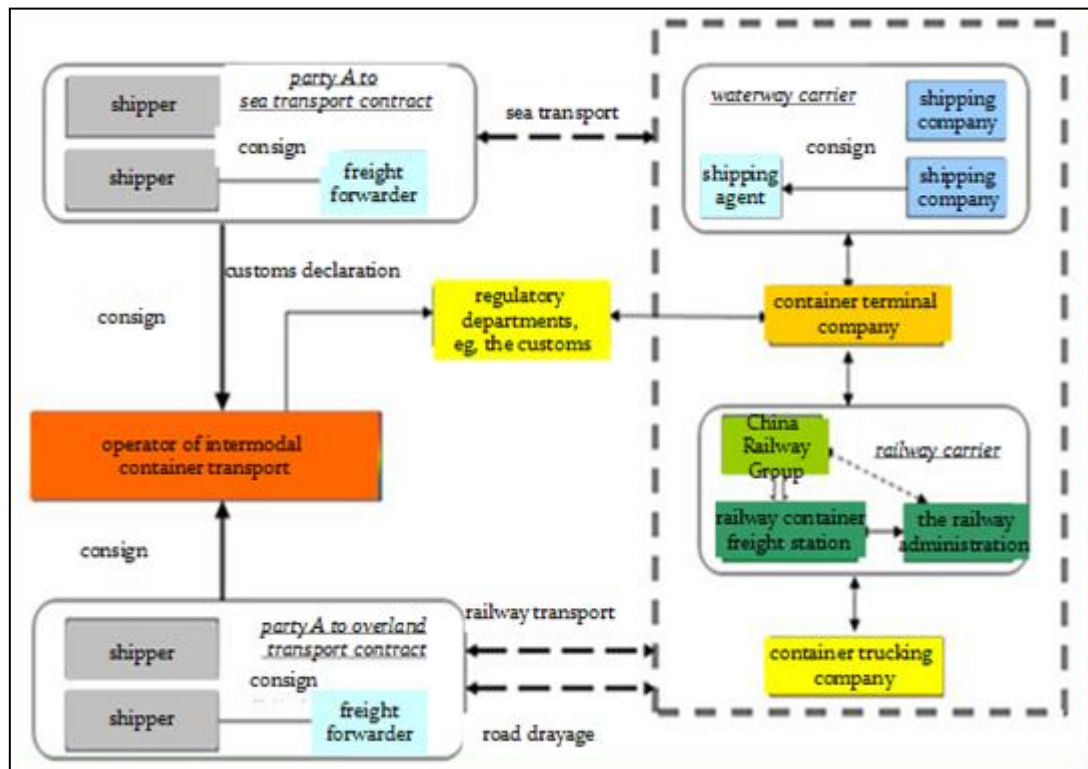 party A to
sea transport contract
shipper
consign
shipper
freight
forwarder
sea transport
waterway carrier
shipping
company
consign
shipping
agent
shipping
company
customs declaration
consign
regulatory
departments,
eg, the customs
container terminal
company
operator of intermodal
container transport
China
Railway
Group
railway carrier
railway container
freight station
the railway
administration
consign
railway transport
party A to overland
transport contract
shipper
consign
shipper
freight
forwarder
road drayage
container trucking
company